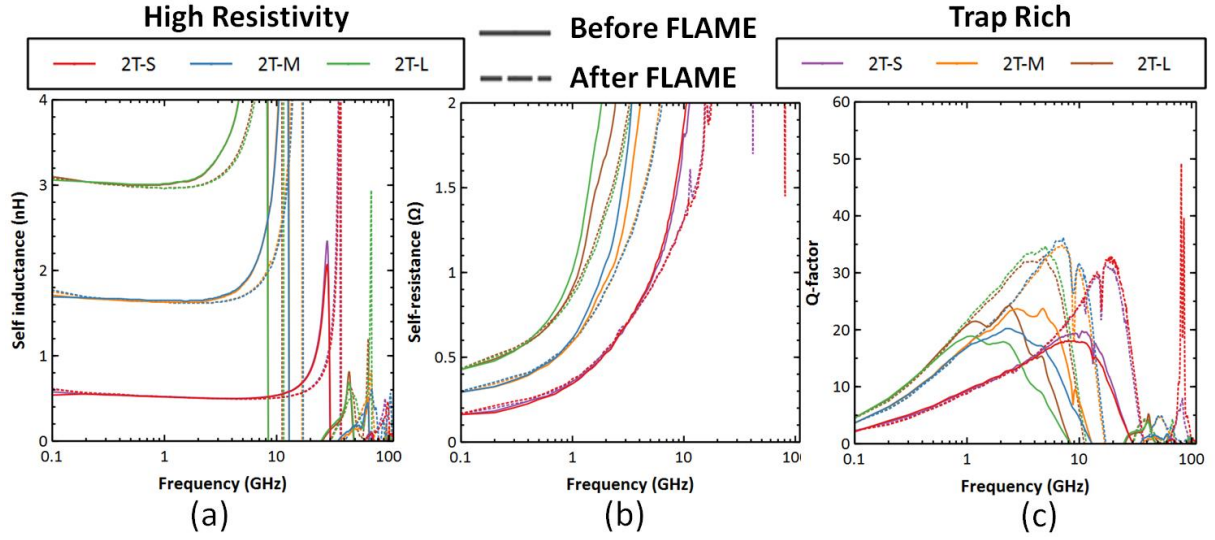 High Resistivity
Before FLAME
Trap Rich
2T-S 2T-M 2T-L
After FLAME
2T-S 2T-M 2T-L
4
3
2
1
0
Self inductance (nH)
0.1 1 10 100
Frequency (GHz)
(a)
2
1.5
1
0.5
0
Self-resistance (Ω)
0.1 1 10
Frequency (GHz)
(b)
60
50
40
30
20
10
0
Q-factor
0.1 1 10 100
Frequency (GHz)
(c)